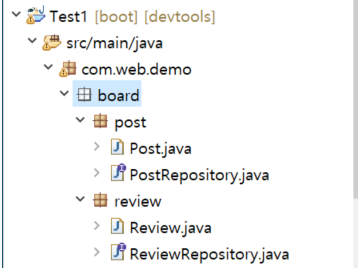 Test1 [boot] [devtools]
src/main/java
com.web.demo
board
post
Post.java
PostRepository.java
review
Review.java
ReviewRepository.java